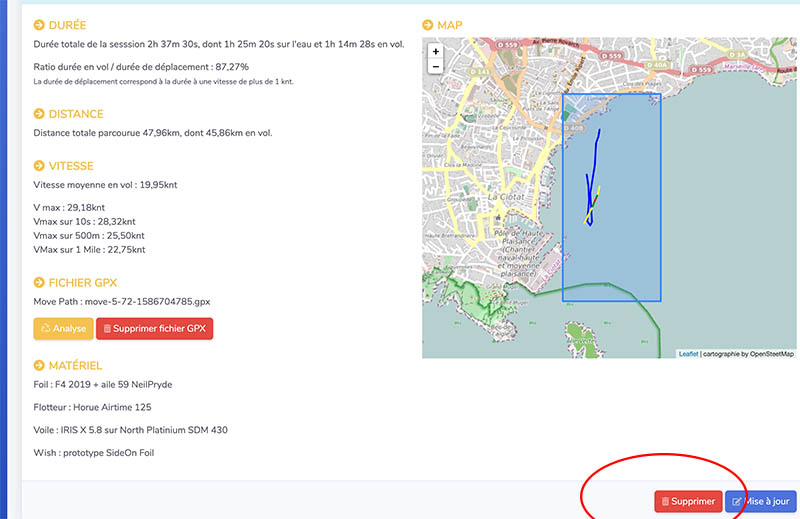 DURÉE
Durée totale de la sesssion 2h 37m 30s, dont 1h 25m 20s sur l'eau et 1h 14m 28s en vol.
Ratio durée en vol / durée de déplacement : 87,27%
La durée de déplacement correspond à la durée à une vitesse de plus de 1 knt.
DISTANCE
Distance totale parcourue 47,96km, dont 45,86km en vol.
VITESSE
Vitesse moyenne en vol : 19,95knt
V max : 29,18knt
Vmax sur 10s : 28,32knt
Vmax sur 500m : 25,50knt
VMax sur 1 Mile : 22,75knt
FICHIER GPX
Move Path : move-5-72-1586704785.gpx
Analyse
Supprimer fichier GPX
MATÉRIEL
Foil : F4 2019 + aile 59 NeilPryde
Flotteur : Horue Airtime 125
Voile : IRIS X 5.8 sur North Platinium SDM 430
Wish : prototype SideOn Foil
MAP
+
−
D 559
Av. Pierre Rovarch
D 559
D 3A
D 40A
D 559
D 141
D 40B
La Ciotat
Pôle de Haute
Plaisance
(Chantier
naval-haute
et moyenne
plaisance)
Leaflet | cartographie by OpenSteetMap
Supprimer
Mise à jour